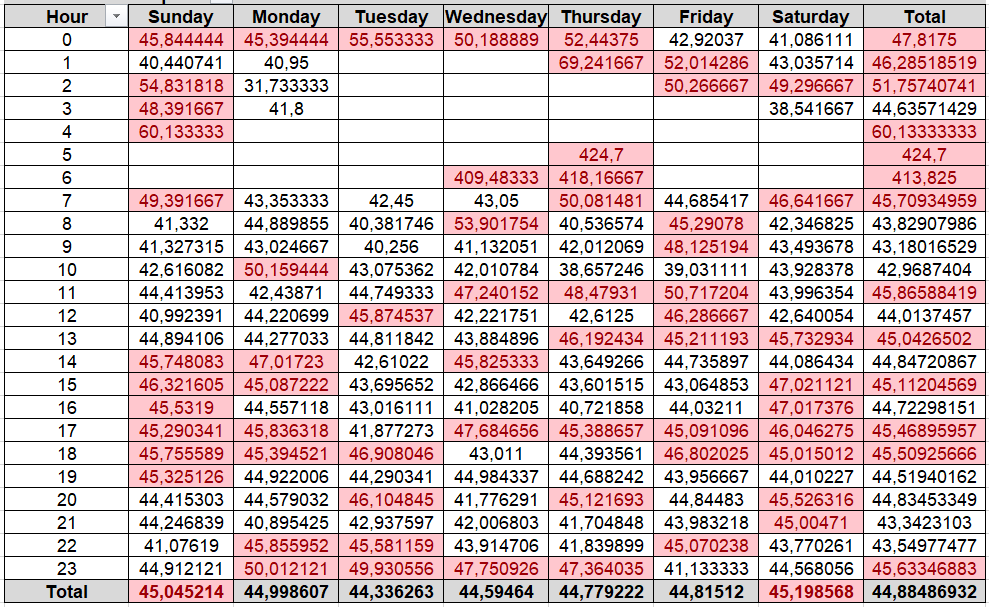 Hour Sunday Monday Tuesday Wednesday Thursday Friday Saturday Total
0 45,844444 45,394444 55,553333 50,188889 52,44375 42,92037 41,086111 47,8175
1 40,440741 40,95 69,241667 52,014286 43,035714 46,28518519
2 54,831818 31,733333 50,266667 49,296667 51,75740741
3 48,391667 41,8 38,541667 44,63571429
4 60,133333 60,13333333
5 424,7 424,7
6 409,48333 418,16667 413,825
7 49,391667 43,353333 42,45 43,05 50,081481 44,685417 46,641667 45,70934959
8 41,332 44,889855 40,381746 53,901754 40,536574 45,29078 42,346825 43,82907986
9 41,327315 43,024667 40,256 41,132051 42,012069 48,125194 43,493678 43,18016529
10 42,616082 50,159444 43,075362 42,010784 38,657246 39,031111 43,928378 42,9687404
11 44,413953 42,43871 44,749333 47,240152 48,47931 50,717204 43,996354 45,86588419
12 40,992391 44,220699 45,874537 42,221751 42,6125 46,286667 42,640054 44,0137457
13 44,894106 44,277033 44,811842 43,884896 46,192434 45,211193 45,732934 45,0426502
14 45,748083 47,01723 42,61022 45,825333 43,649266 44,735897 44,086434 44,84720867
15 46,321605 45,087222 43,695652 42,866466 43,601515 43,064853 47,021121 45,11204569
16 45,5319 44,557118 43,016111 41,028205 40,721858 44,03211 47,017376 44,72298151
17 45,290341 45,836318 41,877273 47,684656 45,388657 45,091096 46,046275 45,46895957
18 45,755589 45,394521 46,908046 43,011 44,393561 46,802025 45,015012 45,50925666
19 45,325126 44,922006 44,290341 44,984337 44,688242 43,956667 44,010227 44,51940162
20 44,415303 44,579032 46,104845 41,776291 45,121693 44,84483 45,526316 44,83453349
21 44,246839 40,895425 42,937597 42,006803 41,704848 43,983218 45,00471 43,3423103
22 41,07619 45,855952 45,581159 43,914706 41,839899 45,070238 43,770261 43,54977477
23 44,912121 50,012121 49,930556 47,750926 47,364035 41,133333 44,568056 45,63346883
Total 45,045214 44,998607 44,336263 44,59464 44,779222 44,81512 45,198568 44,88486932